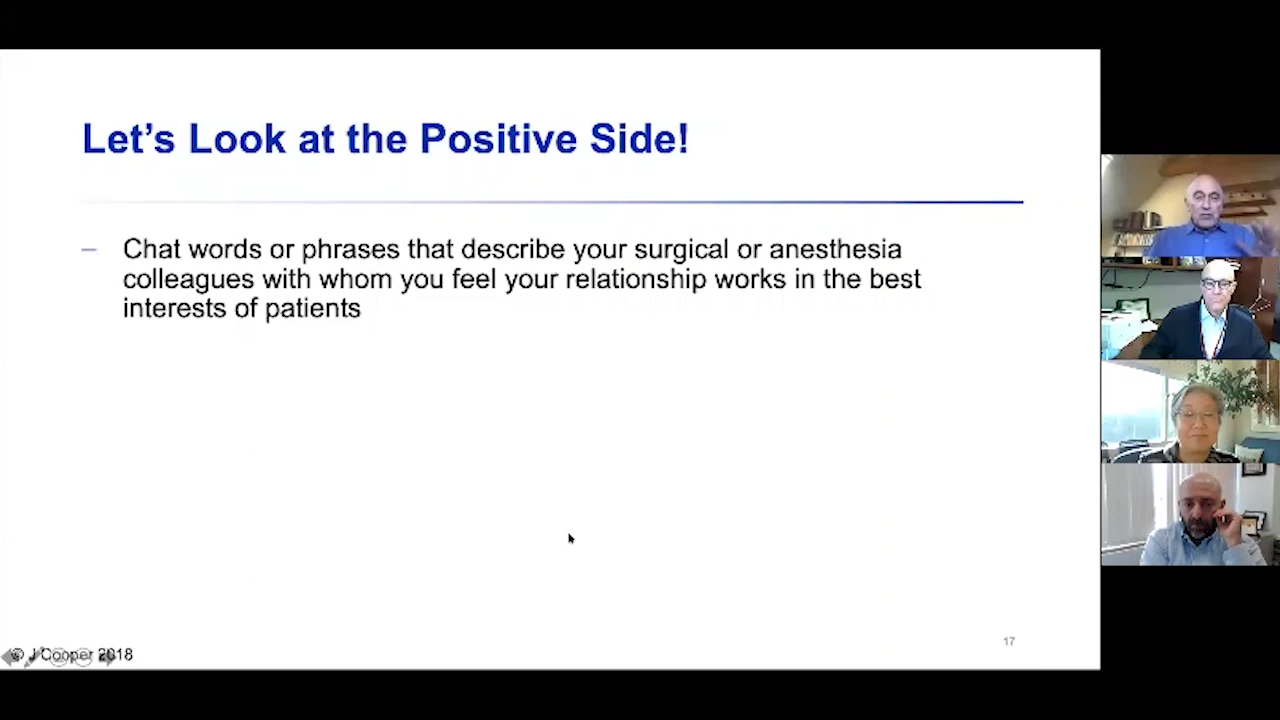 Let's Look at the Positive Side!
– Chat words or phrases that describe your surgical or anesthesia
colleagues with whom you feel your relationship works in the best
interests of patients
© J Cooper 2018
17